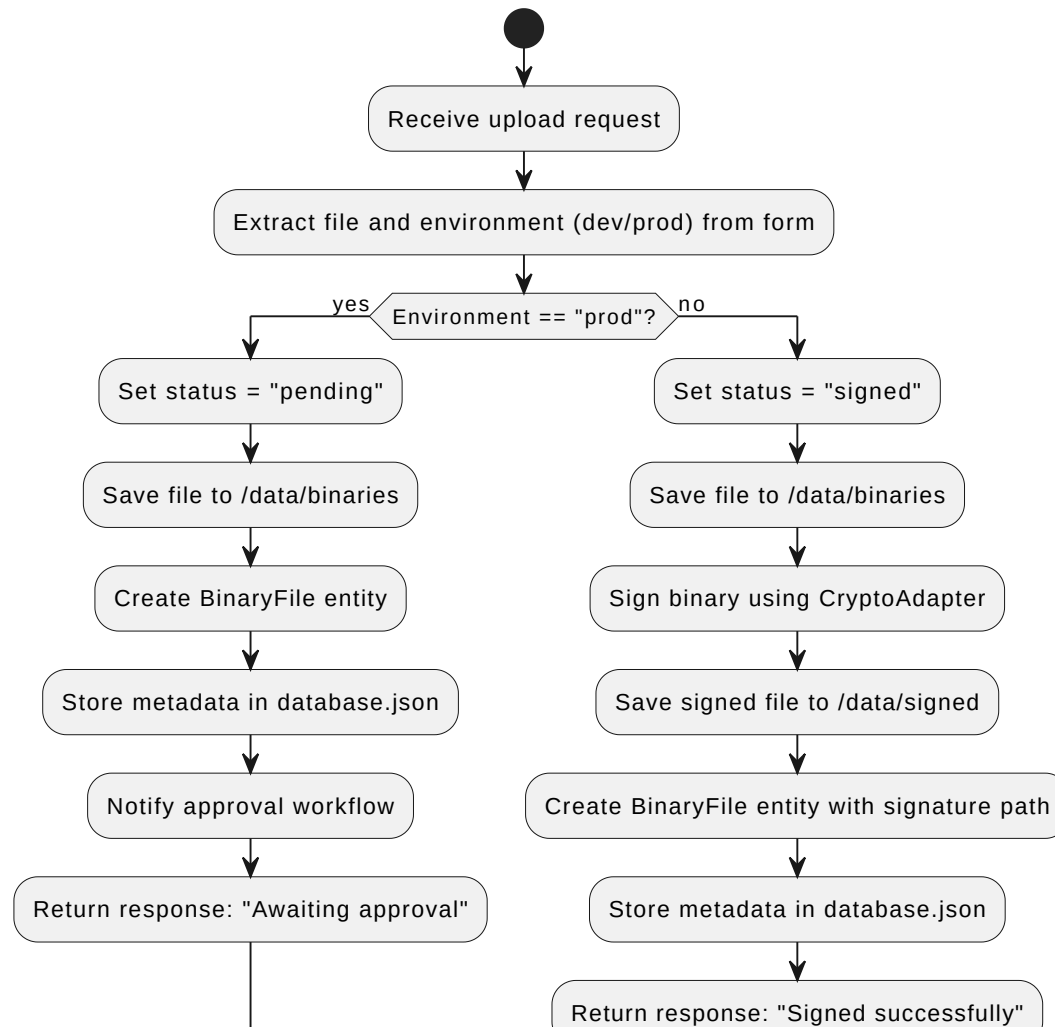 Receive upload request
Extract file and environment (dev/prod) from form
yes
Environment == "prod"?
no
Set status = "pending"
Save file to /data/binaries
Create BinaryFile entity
Store metadata in database.json
Notify approval workflow
Return response: "Awaiting approval"
Set status = "signed"
Save file to /data/binaries
Sign binary using CryptoAdapter
Save signed file to /data/signed
Create BinaryFile entity with signature path
Store metadata in database.json
Return response: "Signed successfully"